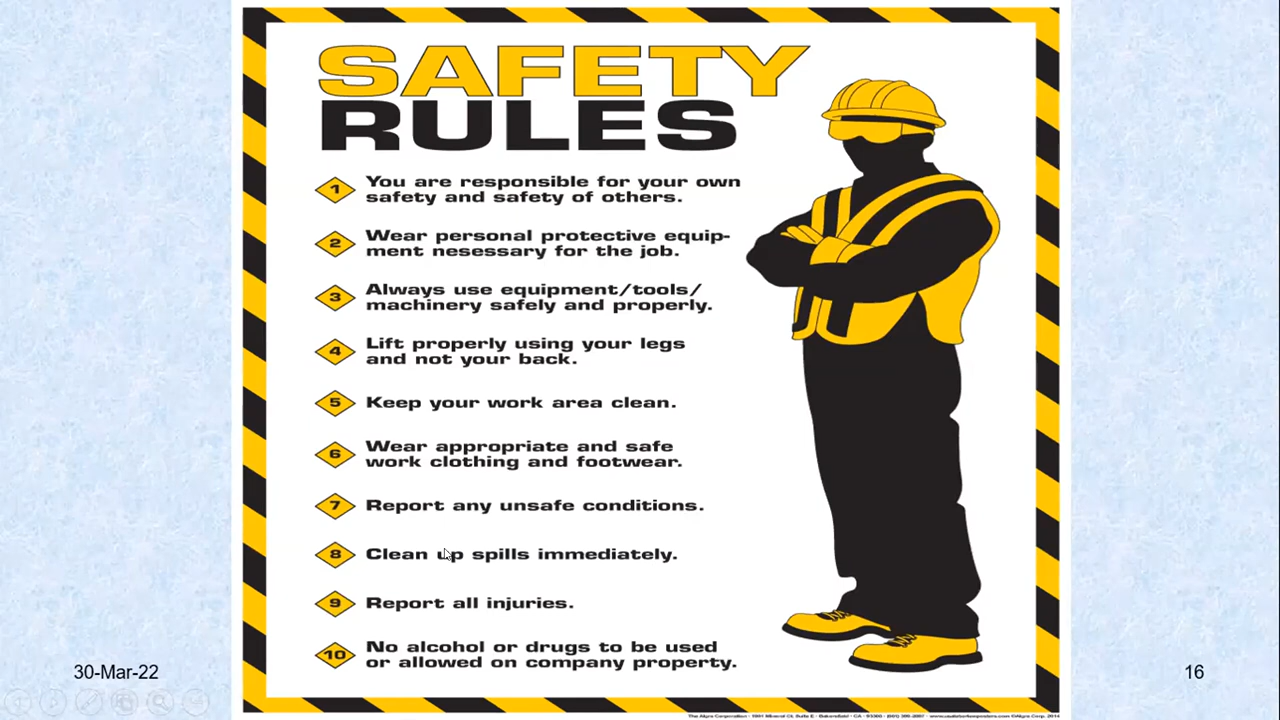 SAFETY
RULES
1 You are responsible for your own
safety and safety of others.
2 Wear personal protective equip-
ment nesessary for the job.
3 Always use equipment/tools/
machinery safely and properly.
4 Lift properly using your legs
and not your back.
5 Keep your work area clean.
6 Wear appropriate and safe
work clothing and footwear.
7 Report any unsafe conditions.
8 Clean up spills immediately.
9 Report all injuries.
10 No alcohol or drugs to be used
or allowed on company property.
30-Mar-22
16